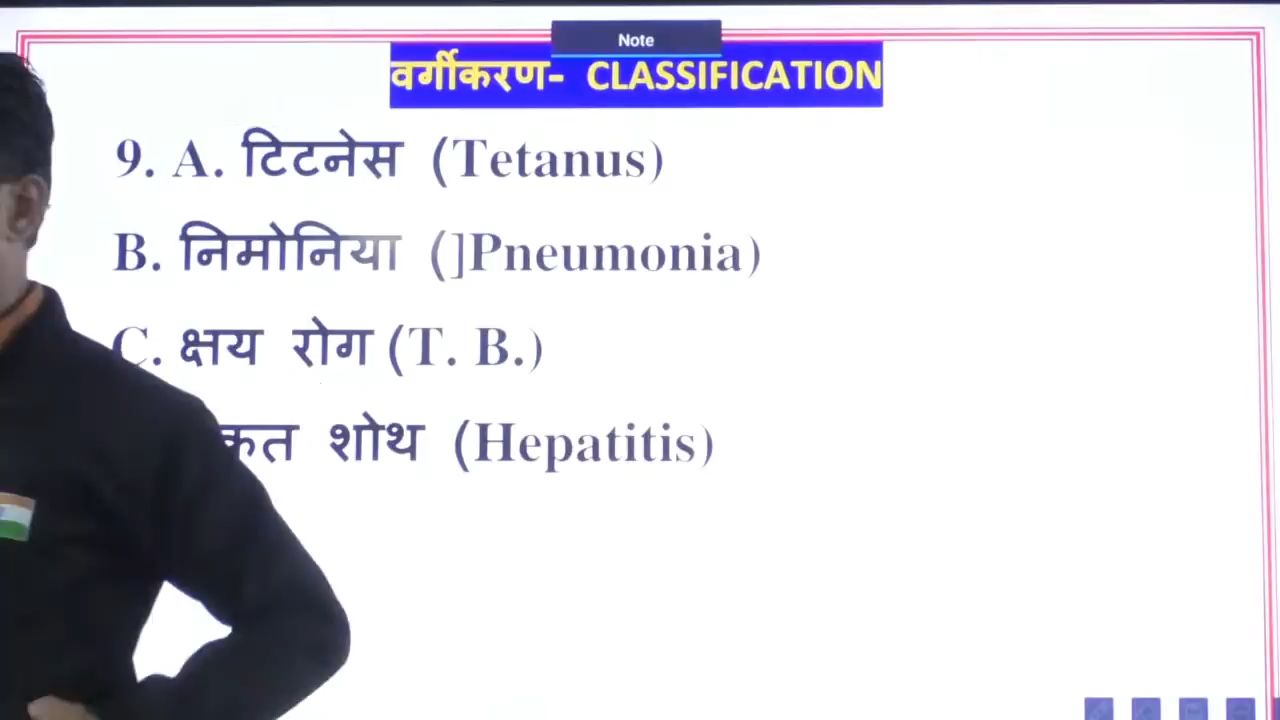 Note
वर्गीकरण- CLASSIFICATION
9. A. टिटनेस (Tetanus)
B. निमोनिया (]Pneumonia)
C. क्षय रोग (T. B.)
शोथ (Hepatitis)